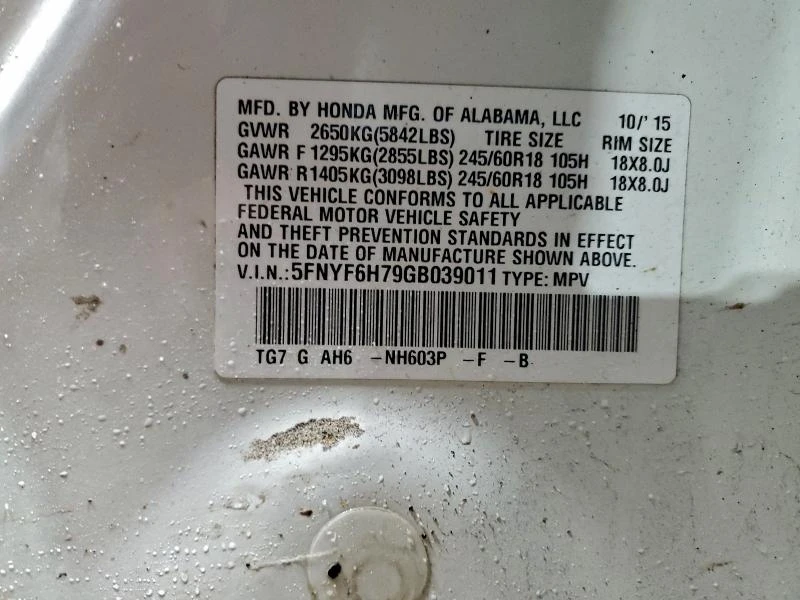 MFD. BY HONDA MFG. OF ALABAMA, LLC 10/' 15
GVWR 2650KG(5842LBS) TIRE SIZE RIM SIZE
GAWR F 1295KG(2855LBS) 245/60R18 105H 18X8.0J
GAWR R1405KG(3098LBS) 245/60R18 105H 18X8.0J
THIS VEHICLE CONFORMS TO ALL APPLICABLE
FEDERAL MOTOR VEHICLE SAFETY
AND THEFT PREVENTION STANDARDS IN EFFECT
ON THE DATE OF MANUFACTURE SHOWN ABOVE.
V.I.N.:5FNYF6H79GB039011 TYPE: MPV
TG7 G AH6 -NH603P -F -B